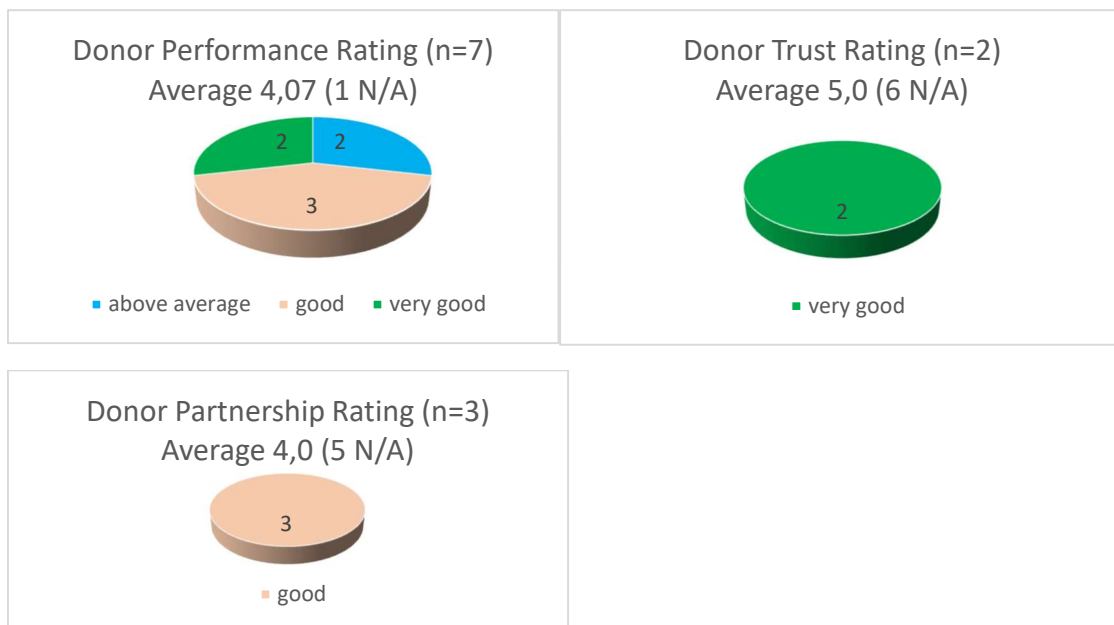 Donor Performance Rating (n=7)
Average 4,07 (1 N/A)
2
2
3
above average good very good
Donor Trust Rating (n=2)
Average 5,0 (6 N/A)
2
very good
Donor Partnership Rating (n=3)
Average 4,0 (5 N/A)
3
good